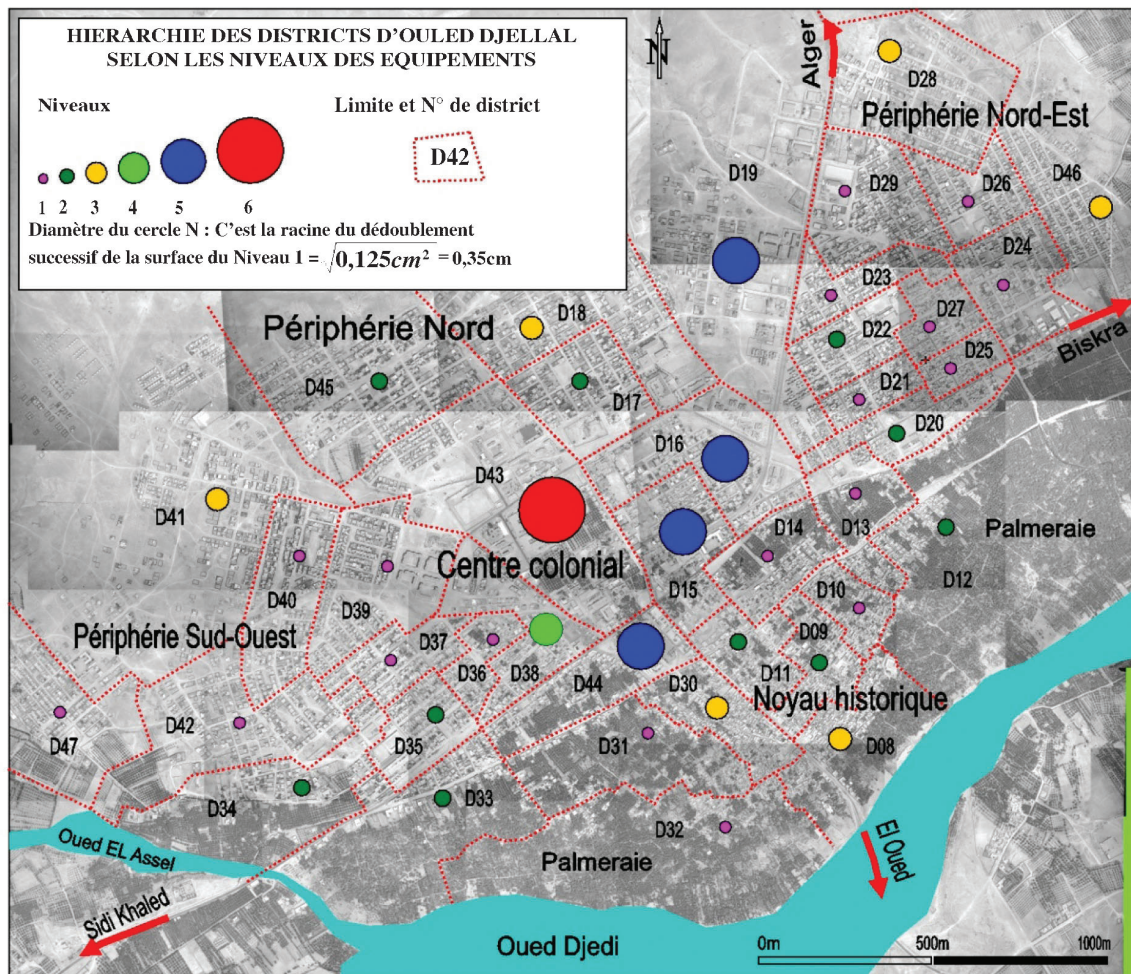 HIERARCHIE DES DISTRICTS D'OULED DJELLAL
SELON LES NIVEAUX DES EQUIPEMENTS
Niveaux
Limite et N° de district
D42
1 2 3 4 5 6
Diamètre du cercle N : C'est la racine du dédoublement
successif de la surface du Niveau 1 = √0,125cm² = 0,35cm
N
Alger
D28
Périphérie Nord-Est
D19
D29
D26
D46
D24
D23
D27
D22
Biskra
D25
D18
Périphérie Nord
D45
D17
D21
D20
D16
D43
D41
D14
D13
Palmeraie
Centre colonial
D15
D10
D12
D40
D39
Périphérie Sud-Ouest
D37
D36
D38
D44
D30
D11
D09
Noyau historique
D42
D47
D35
D31
D08
D34
D33
D32
Palmeraie
Oued EL Assel
El Oued
Sidi Khaled
Oued Djedi
0m 500m 1000m